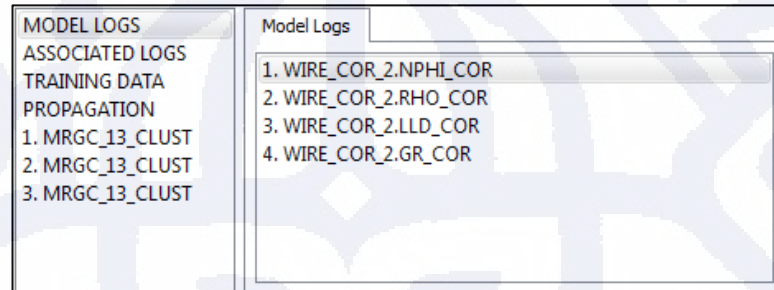 MODEL LOGS
ASSOCIATED LOGS
TRAINING DATA
PROPAGATION
1. MRGC_13_CLUST
2. MRGC_13_CLUST
3. MRGC_13_CLUST
Model Logs
1. WIRE_COR_2.NPHI_COR
2. WIRE_COR_2.RHO_COR
3. WIRE_COR_2.LLD_COR
4. WIRE_COR_2.GR_COR